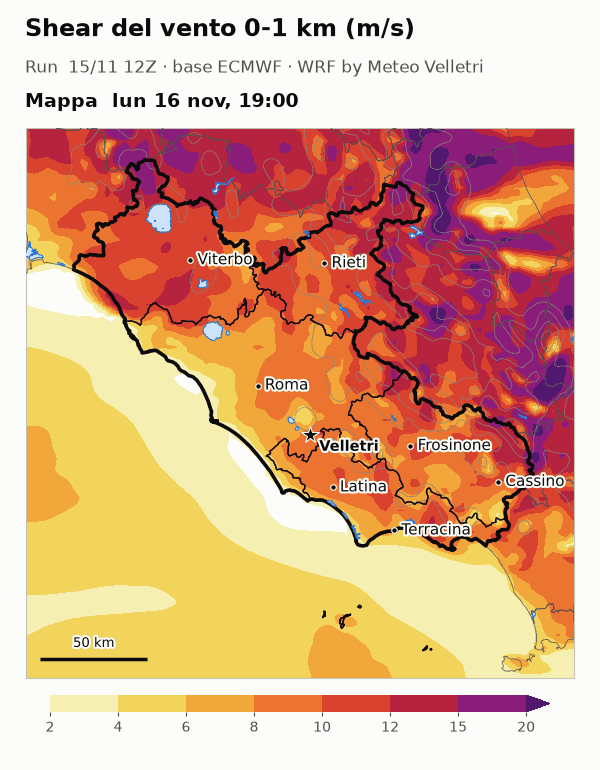 Shear del vento 0-1 km (m/s)
Run  15/11 12Z · base ECMWF · WRF by Meteo Velletri
Mappa  lun 16 nov, 19:00
Viterbo
Rieti
Roma
Velletri
Frosinone
Latina
Cassino
Terracina
50 km
2 4 6 8 10 12 15 20